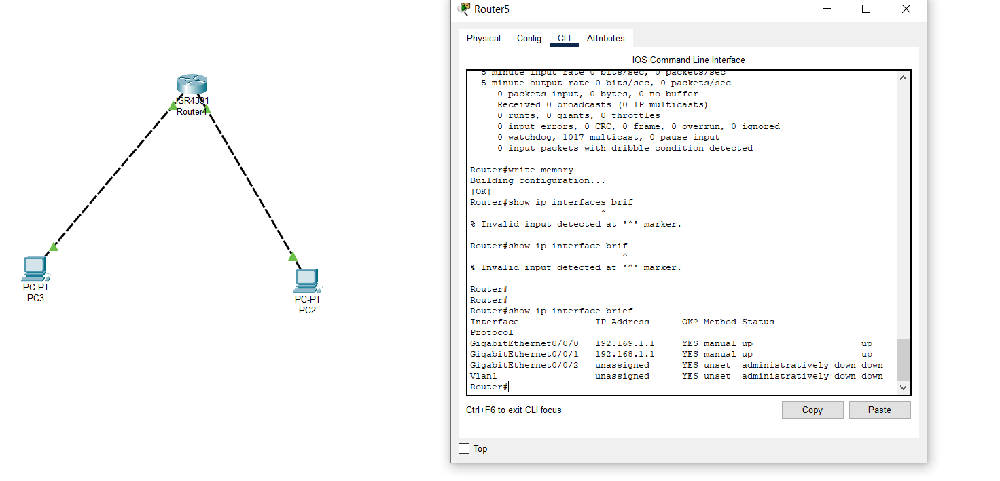 Router5
Physical Config CLI Attributes
IOS Command Line Interface
5 minute input rate 0 bits/sec, 0 packets/sec
5 minute output rate 0 bits/sec, 0 packets/sec
0 packets input, 0 bytes, 0 no buffer
Received 0 broadcasts (0 IP multicasts)
0 runts, 0 giants, 0 throttles
0 input errors, 0 CRC, 0 frame, 0 overrun, 0 ignored
0 watchdog, 1017 multicast, 0 pause input
0 input packets with dribble condition detected
Router#write memory
Building configuration...
[OK]
Router#show ip interfaces brif
^
% Invalid input detected at '^' marker.
Router#show ip interface brif
^
% Invalid input detected at '^' marker.
Router#
Router#
Router#show ip interface brief
Interface IP-Address OK? Method Status
Protocol
GigabitEthernet0/0/0 192.169.1.1 YES manual up up
GigabitEthernet0/0/1 192.168.1.1 YES manual up up
GigabitEthernet0/0/2 unassigned YES unset administratively down down
Vlan1 unassigned YES unset administratively down down
Router#
Ctrl+F6 to exit CLI focus
Copy Paste
Top
ISR4331
Router4
PC-PT
PC3
PC-PT
PC2